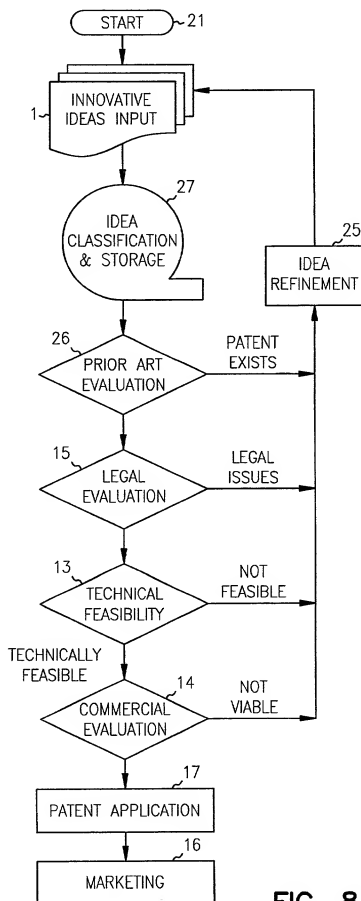 START
21
1
INNOVATIVE
IDEAS INPUT
27
IDEA
CLASSIFICATION
& STORAGE
25
IDEA
REFINEMENT
26
PRIOR ART
EVALUATION
PATENT
EXISTS
15
LEGAL
EVALUATION
LEGAL
ISSUES
13
TECHNICAL
FEASIBILITY
NOT
FEASIBLE
TECHNICALLY
FEASIBLE
14
COMMERCIAL
EVALUATION
NOT
VIABLE
17
PATENT APPLICATION
16
MARKETING
FIG. 8